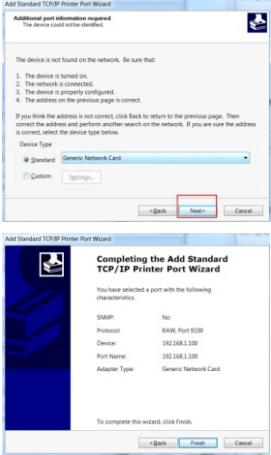 Add Standard TCP/IP Printer Port Wizard
Additional port information required
The device could not be identified.
The device is not found on the network. Be sure that:
1. The device is turned on.
2. The network is connected.
3. The device is properly configured.
4. The address on the previous page is correct.
If you think the address is not correct, click Back to return to the previous page. Then
correct the address and perform another search on the network. If you are sure the address
is correct, select the device type below.
Device Type
Standard Generic Network Card
Custom Settings...
< Back Next > Cancel
Add Standard TCP/IP Printer Port Wizard
Completing the Add Standard
TCP/IP Printer Port Wizard
You have selected a port with the following
characteristics.
SNMP: No
Protocol: RAW, Port 9100
Device: 192.168.1.100
Port Name: 192.168.1.100
Adapter Type: Generic Network Card
To complete this wizard, click Finish.
< Back Finish Cancel